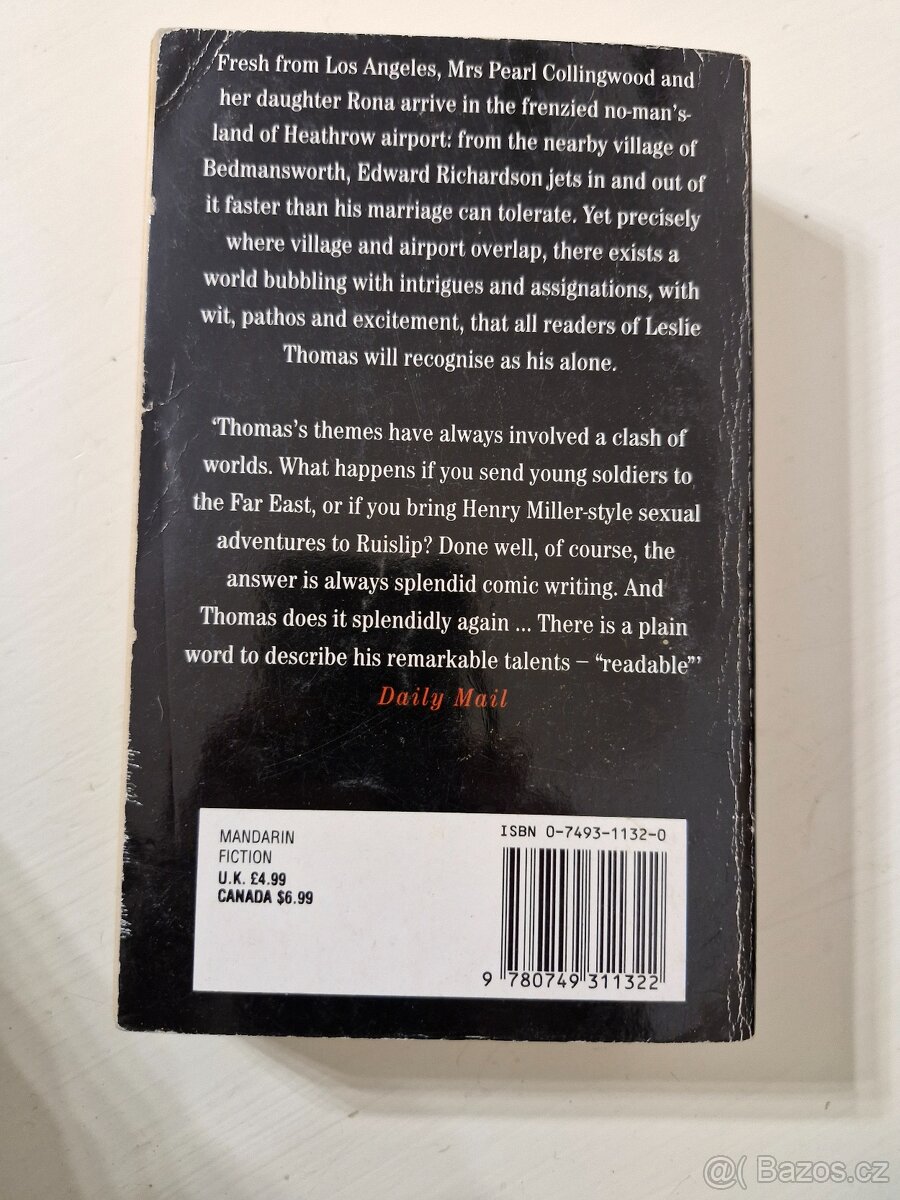 Fresh from Los Angeles, Mrs Pearl Collingwood and
her daughter Rona arrive in the frenzied no-man's-
land of Heathrow airport: from the nearby village of
Bedmansworth, Edward Richardson jets in and out of
it faster than his marriage can tolerate. Yet precisely
where village and airport overlap, there exists a
world bubbling with intrigues and assignations, with
wit, pathos and excitement, that all readers of Leslie
Thomas will recognise as his alone.
‘Thomas's themes have always involved a clash of
worlds. What happens if you send young soldiers to
the Far East, or if you bring Henry Miller-style sexual
adventures to Ruislip? Done well, of course, the
answer is always splendid comic writing. And
Thomas does it splendidly again ... There is a plain
word to describe his remarkable talents – “readable”’
Daily Mail
MANDARIN
FICTION
U.K. £4.99
CANADA $6.99
ISBN 0-7493-1132-0
9 780749 311322
@( Bazos.cz